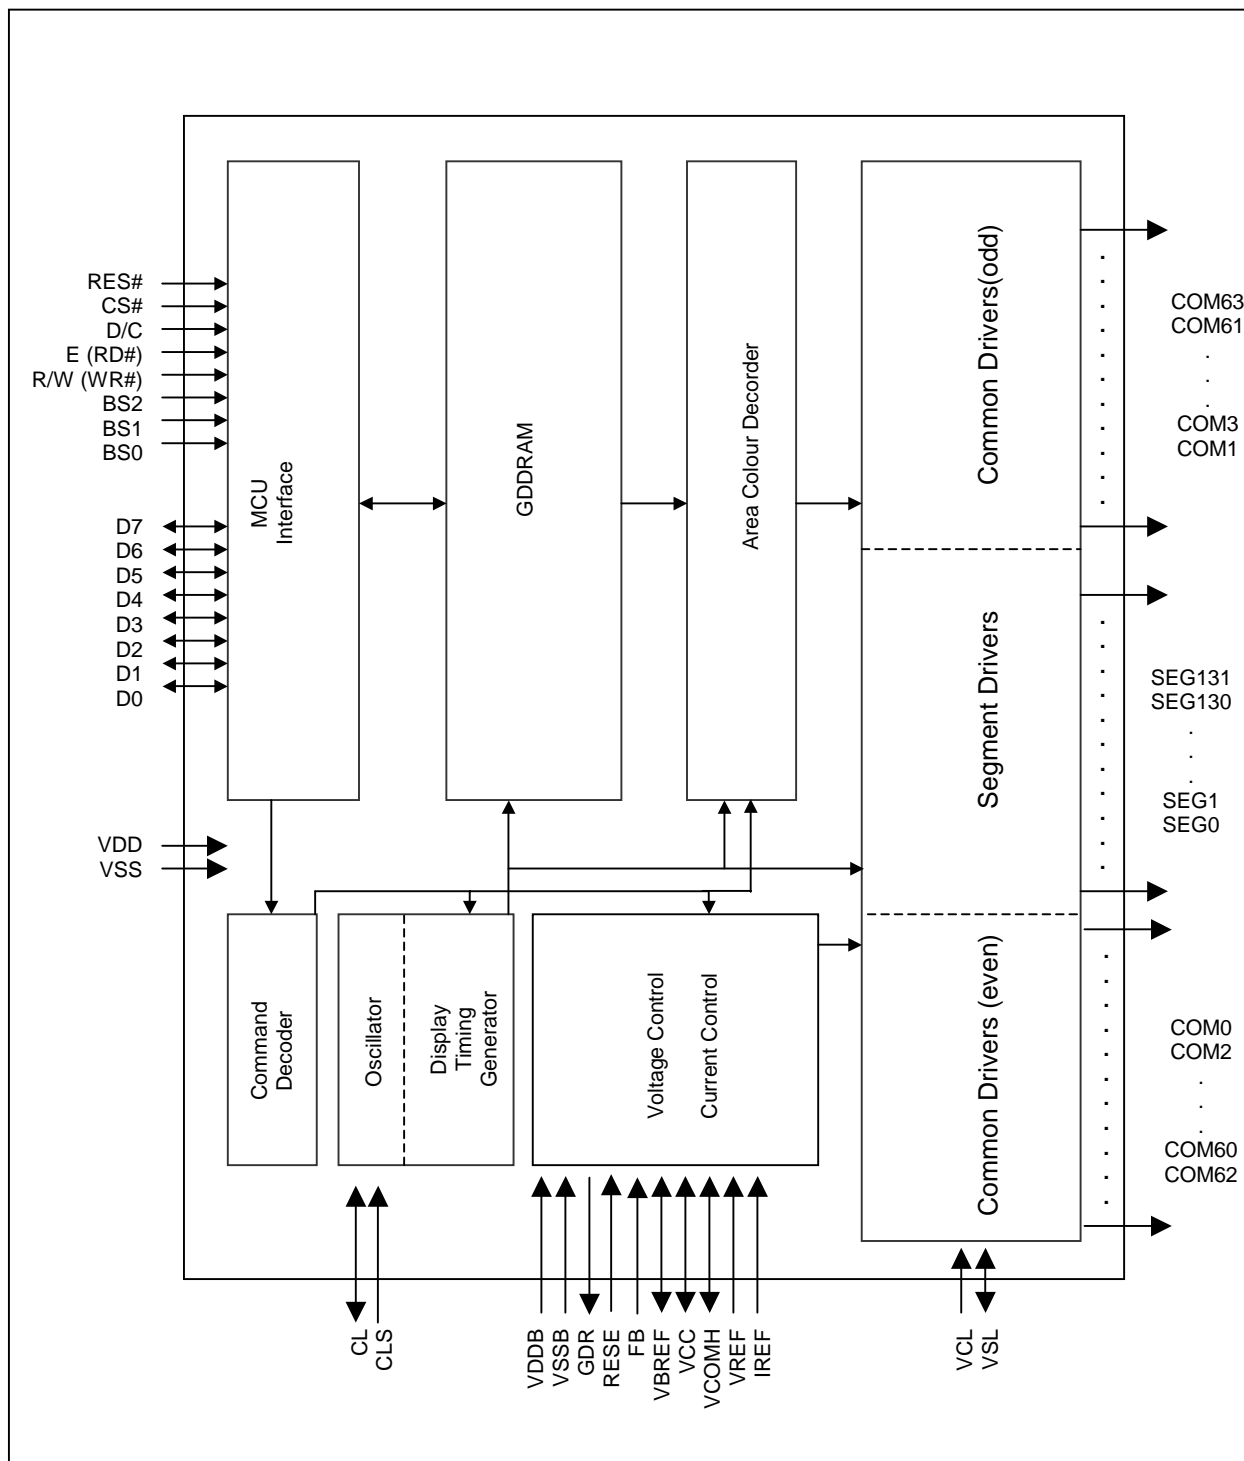 RES#
CS#
D/C
E (RD#)
R/W (WR#)
BS2
BS1
BS0
D7
D6
D5
D4
D3
D2
D1
D0
VDD
VSS
MCU
Interface
GDDRAM
Area Colour Decorder
Common Drivers(odd)
Segment Drivers
Common Drivers (even)
COM63
COM61
.
.
.
COM3
COM1
SEG131
SEG130
.
.
.
SEG1
SEG0
COM0
COM2
.
.
.
COM60
COM62
Command
Decoder
Oscillator
Display
Timing
Generator
Voltage Control
Current Control
CL
CLS
VDDB
VSSB
GDR
RESE
FB
VBREF
VCC
VCOMH
VREF
IREF
VCL
VSL